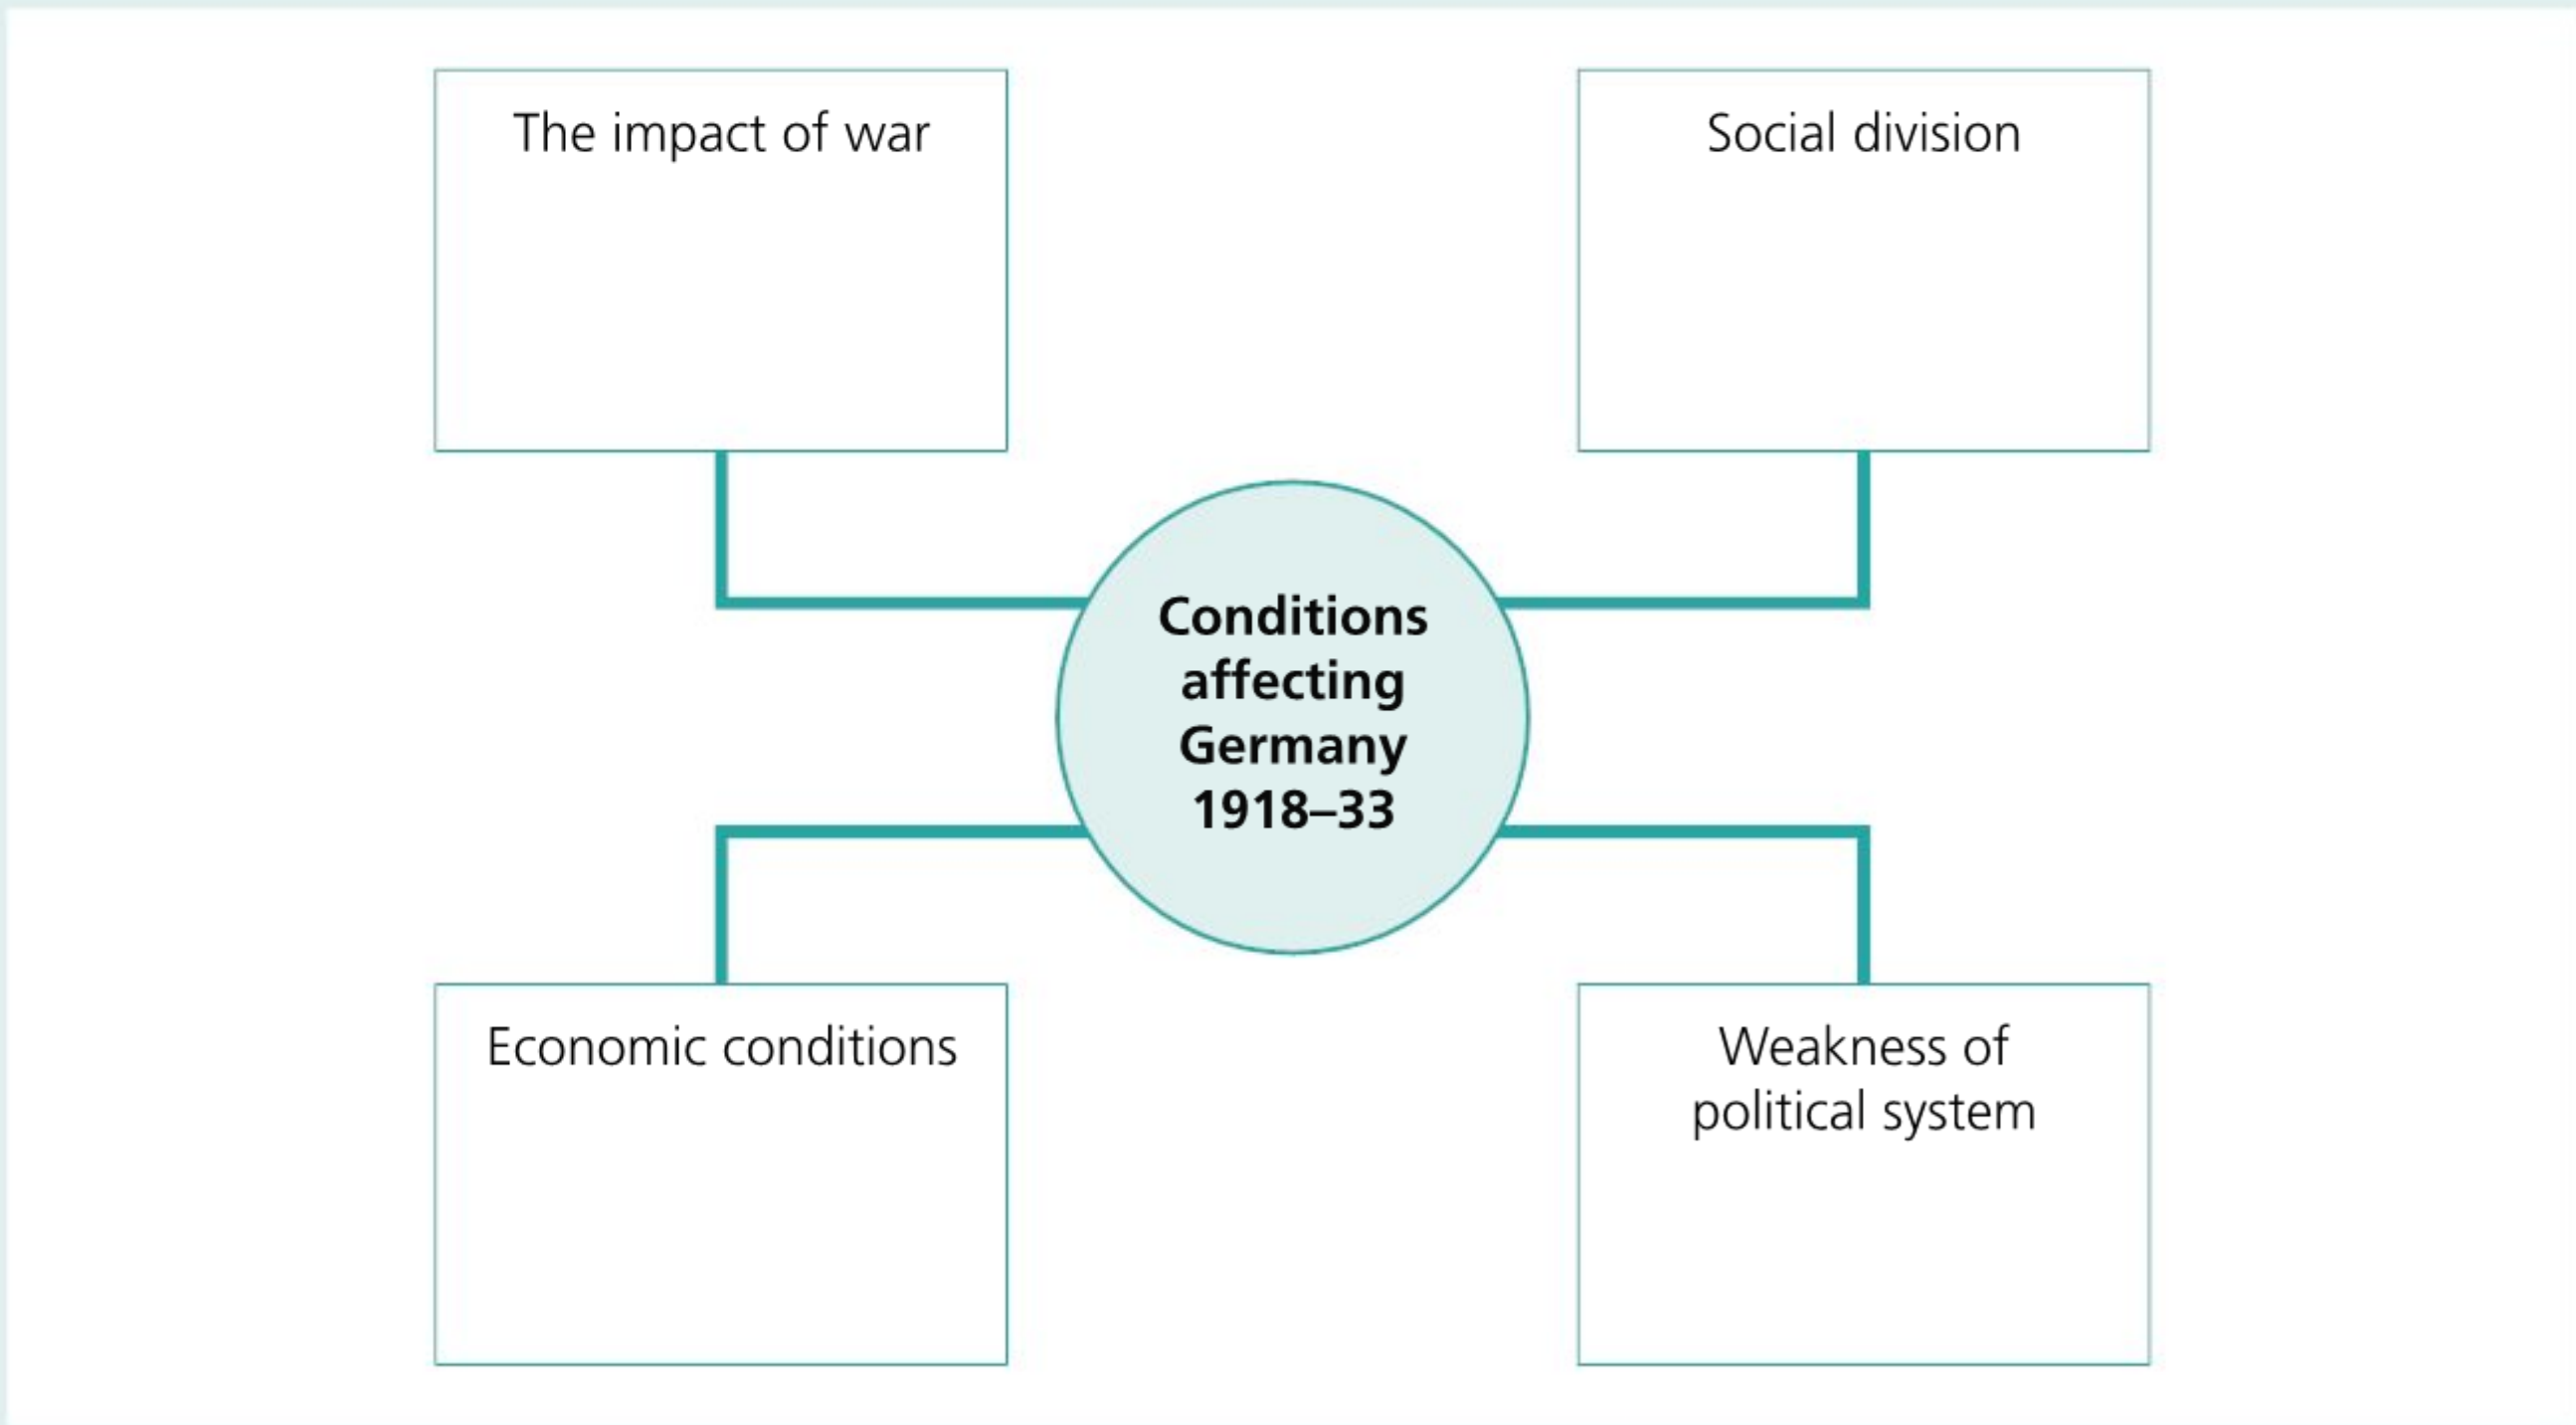 The impact of war
Social division
Conditions
affecting
Germany
1918–33
Economic conditions
Weakness of
political system